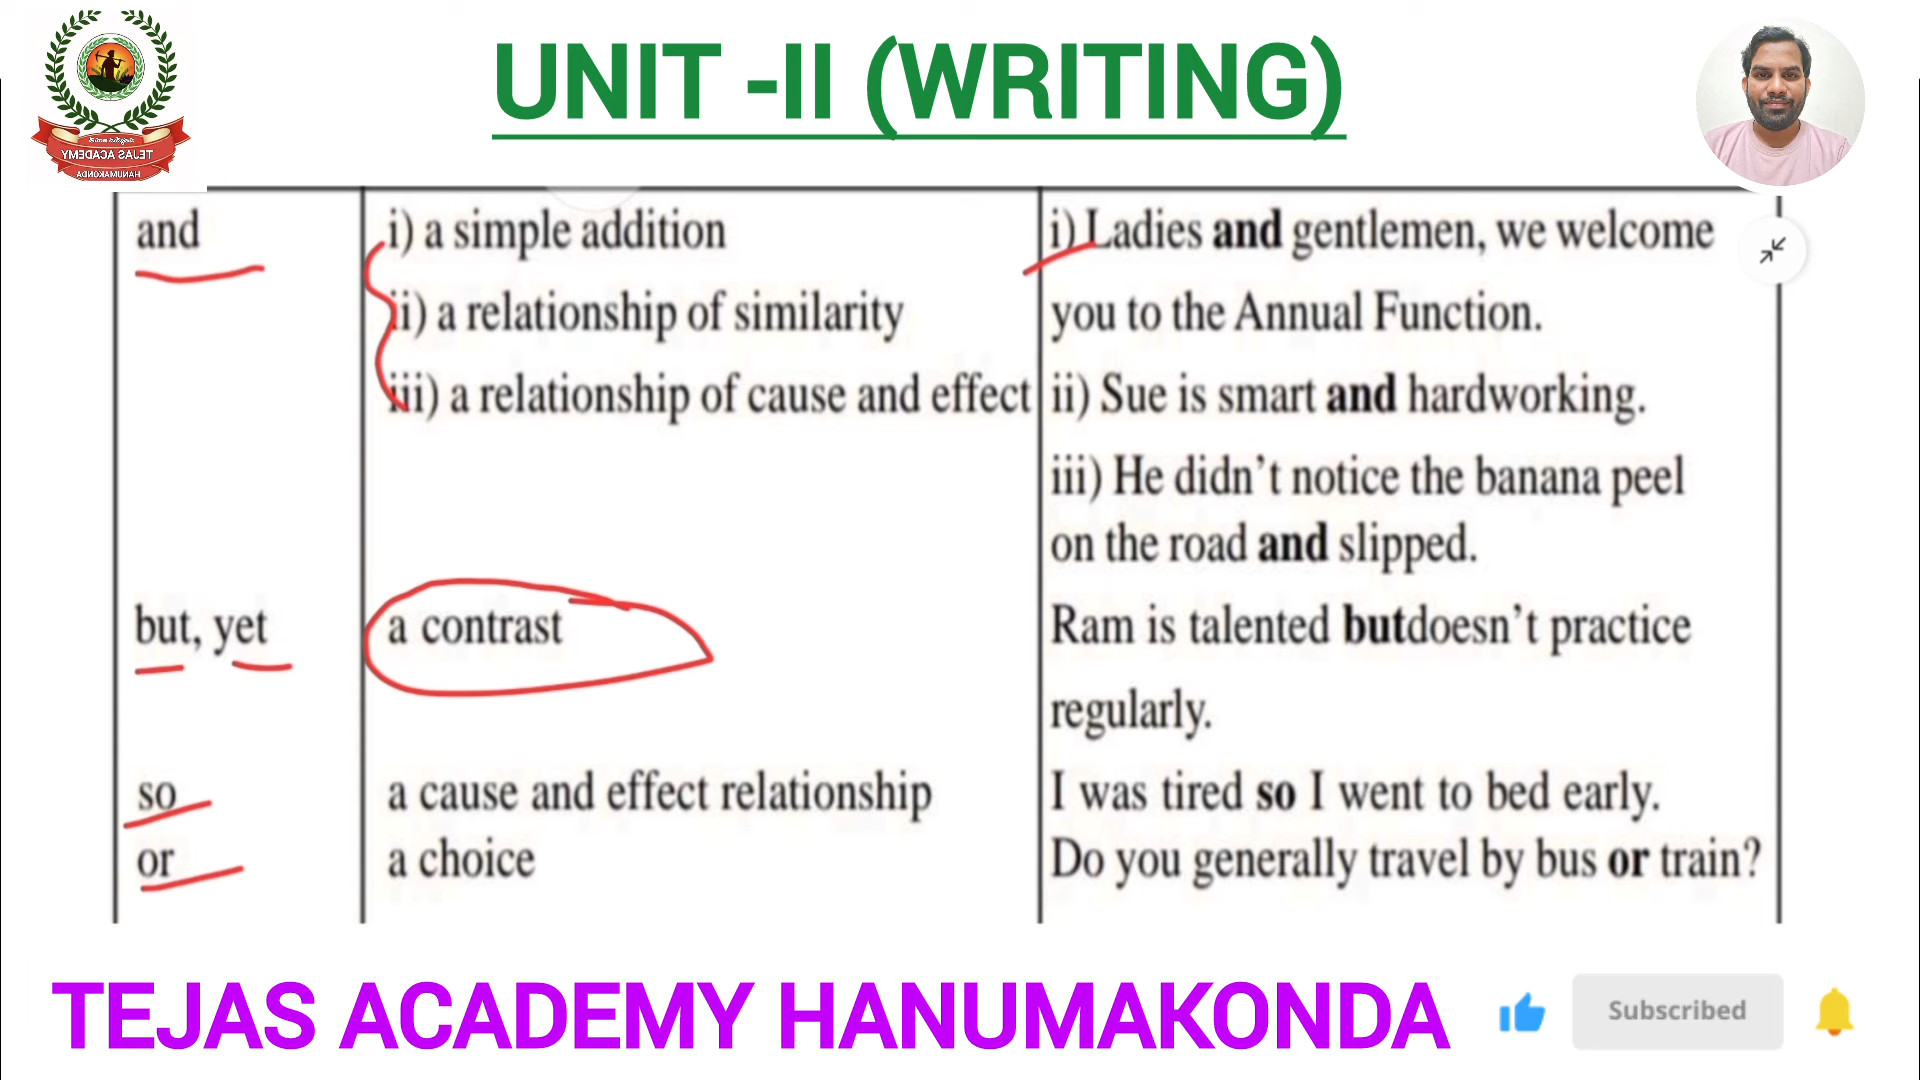 UNIT -II (WRITING)
TEJAS ACADEMY
HANUMAKONDA
and
i) a simple addition
ii) a relationship of similarity
iii) a relationship of cause and effect
i) Ladies and gentlemen, we welcome
you to the Annual Function.
ii) Sue is smart and hardworking.
iii) He didn’t notice the banana peel
on the road and slipped.
but, yet
a contrast
Ram is talented butdoesn’t practice
regularly.
so
a cause and effect relationship
I was tired so I went to bed early.
or
a choice
Do you generally travel by bus or train?
TEJAS ACADEMY HANUMAKONDA
Subscribed